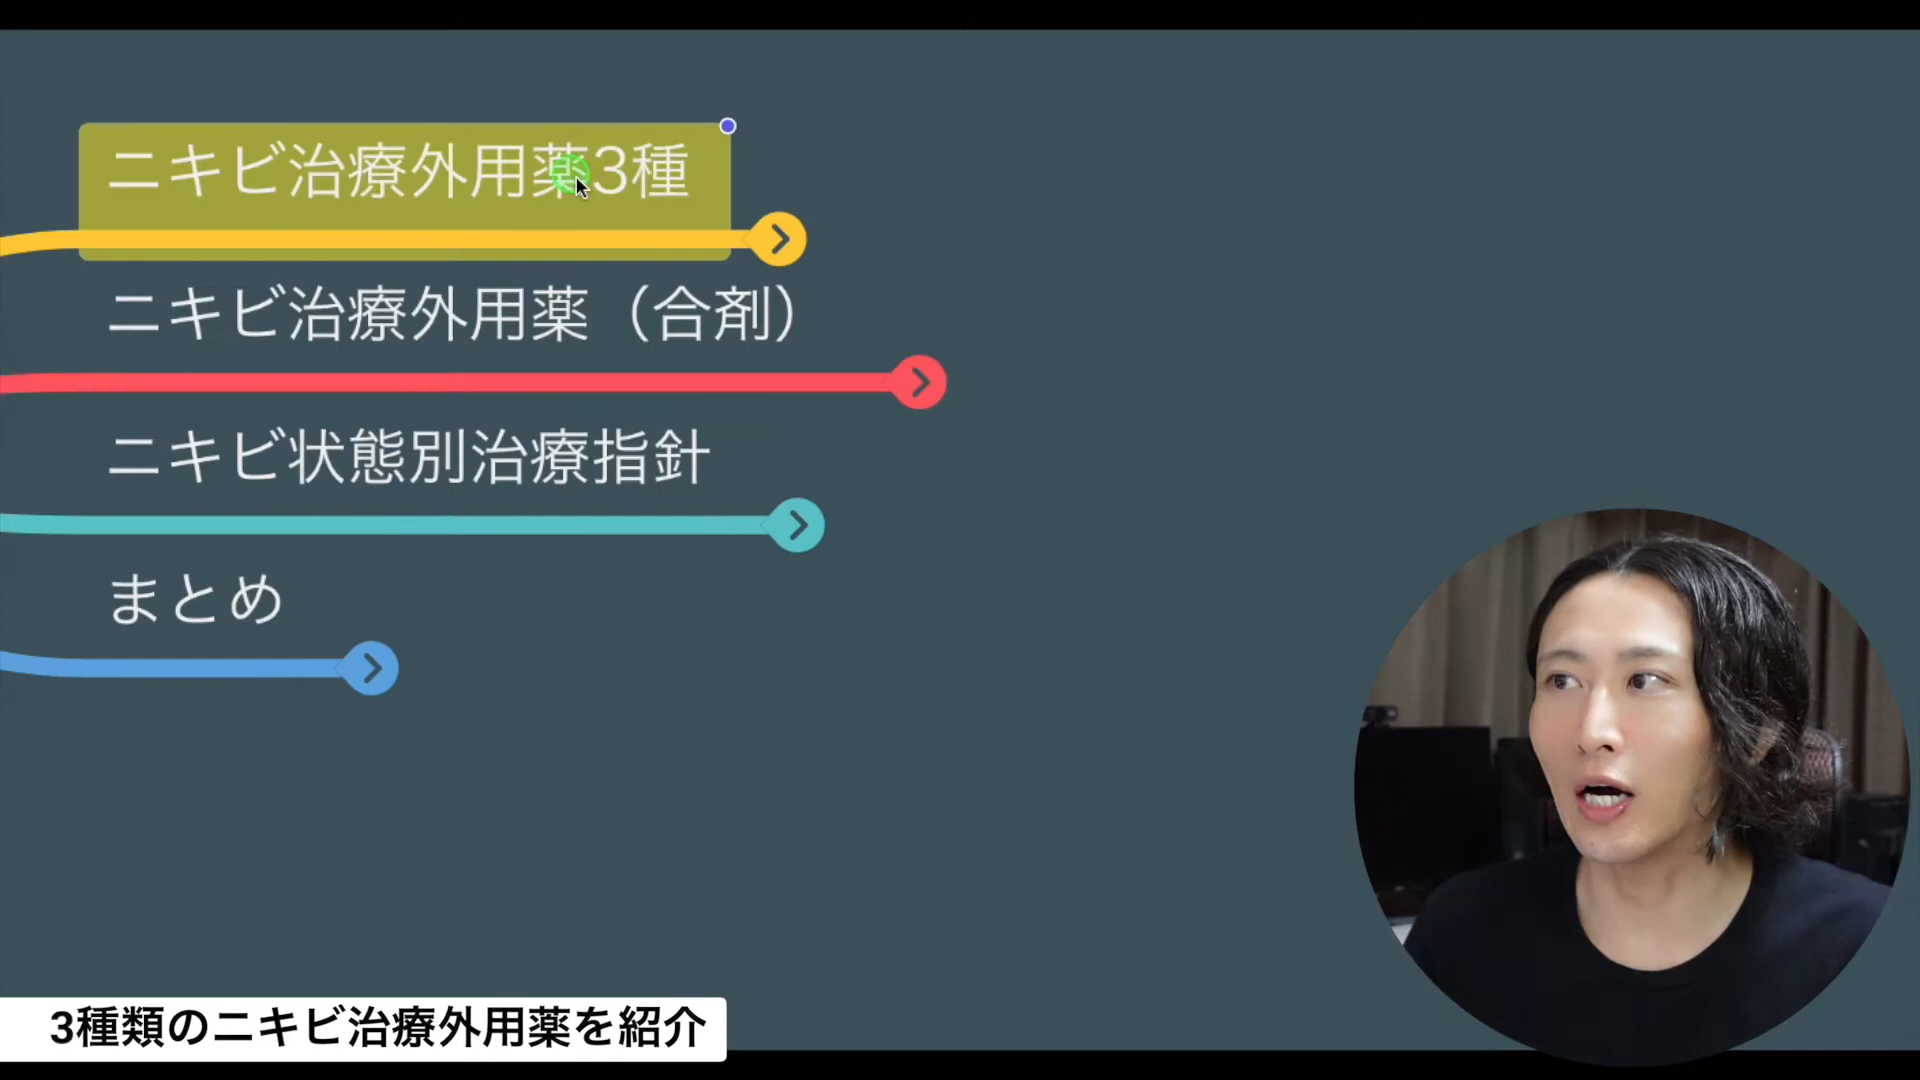 ニキビ治療外用薬3種
ニキビ治療外用薬（合剤）
ニキビ状態別治療指針
まとめ
3種類のニキビ治療外用薬を紹介